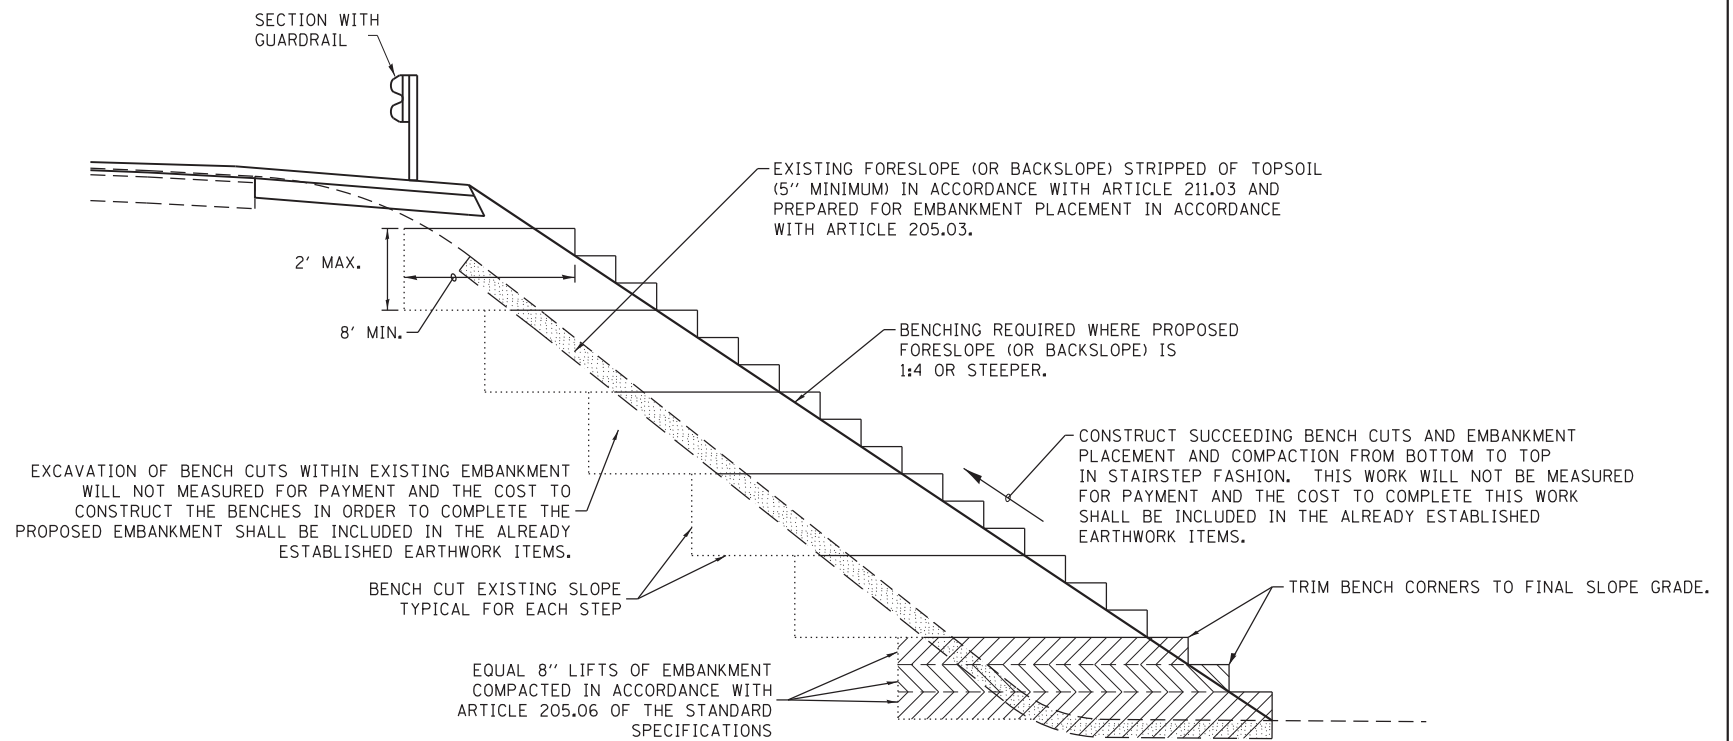 SECTION WITH
GUARDRAIL
EXISTING FORESLOPE (OR BACKSLOPE) STRIPPED OF TOPSOIL
(5'' MINIMUM) IN ACCORDANCE WITH ARTICLE 211.03 AND
PREPARED FOR EMBANKMENT PLACEMENT IN ACCORDANCE
WITH ARTICLE 205.03.
2' MAX.
8' MIN.
BENCHING REQUIRED WHERE PROPOSED
FORESLOPE (OR BACKSLOPE) IS
1:4 OR STEEPER.
CONSTRUCT SUCCEEDING BENCH CUTS AND EMBANKMENT
PLACEMENT AND COMPACTION FROM BOTTOM TO TOP
IN STAIRSTEP FASHION. THIS WORK WILL NOT BE MEASURED
FOR PAYMENT AND THE COST TO COMPLETE THIS WORK
SHALL BE INCLUDED IN THE ALREADY ESTABLISHED
EARTHWORK ITEMS.
EXCAVATION OF BENCH CUTS WITHIN EXISTING EMBANKMENT
WILL NOT MEASURED FOR PAYMENT AND THE COST TO
CONSTRUCT THE BENCHES IN ORDER TO COMPLETE THE
PROPOSED EMBANKMENT SHALL BE INCLUDED IN THE ALREADY
ESTABLISHED EARTHWORK ITEMS.
BENCH CUT EXISTING SLOPE
TYPICAL FOR EACH STEP
TRIM BENCH CORNERS TO FINAL SLOPE GRADE.
EQUAL 8'' LIFTS OF EMBANKMENT
COMPACTED IN ACCORDANCE WITH
ARTICLE 205.06 OF THE STANDARD
SPECIFICATIONS